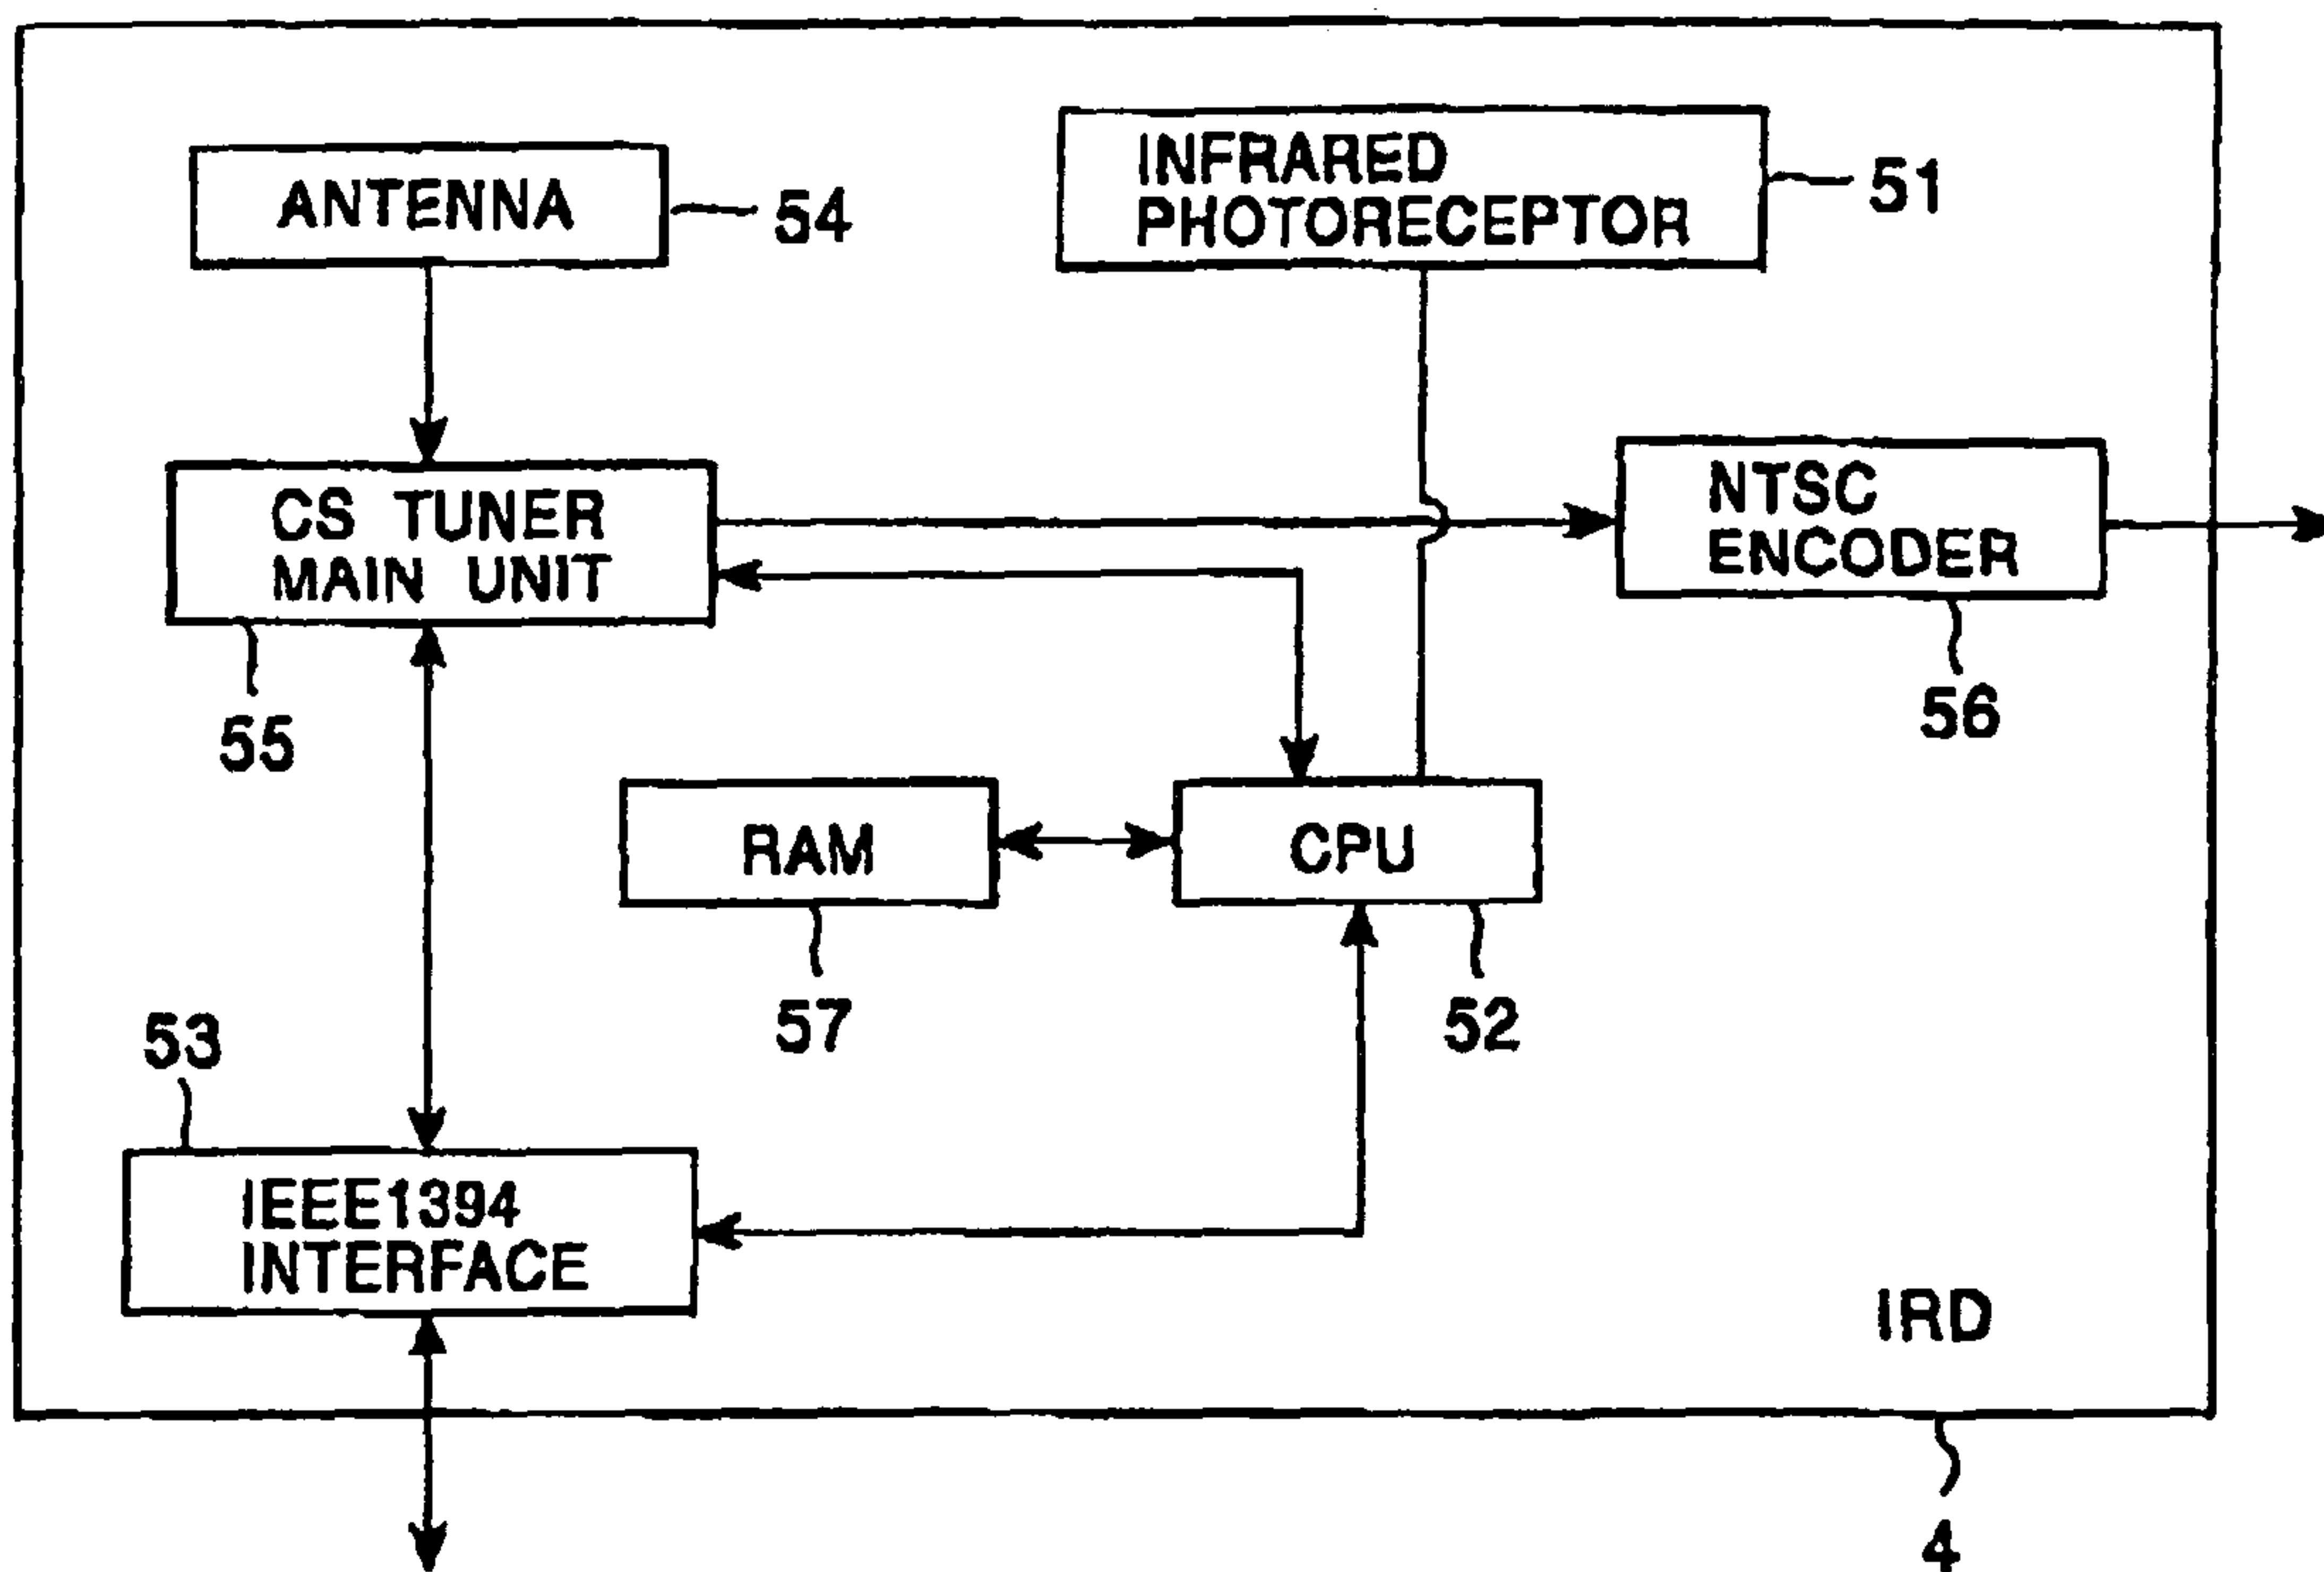 ANTENNA
54
INFRARED
PHOTORECEPTOR
51
CS TUNER
MAIN UNIT
55
NTSC
ENCODER
56
RAM
57
CPU
52
53
IEEE1394
INTERFACE
IRD
4